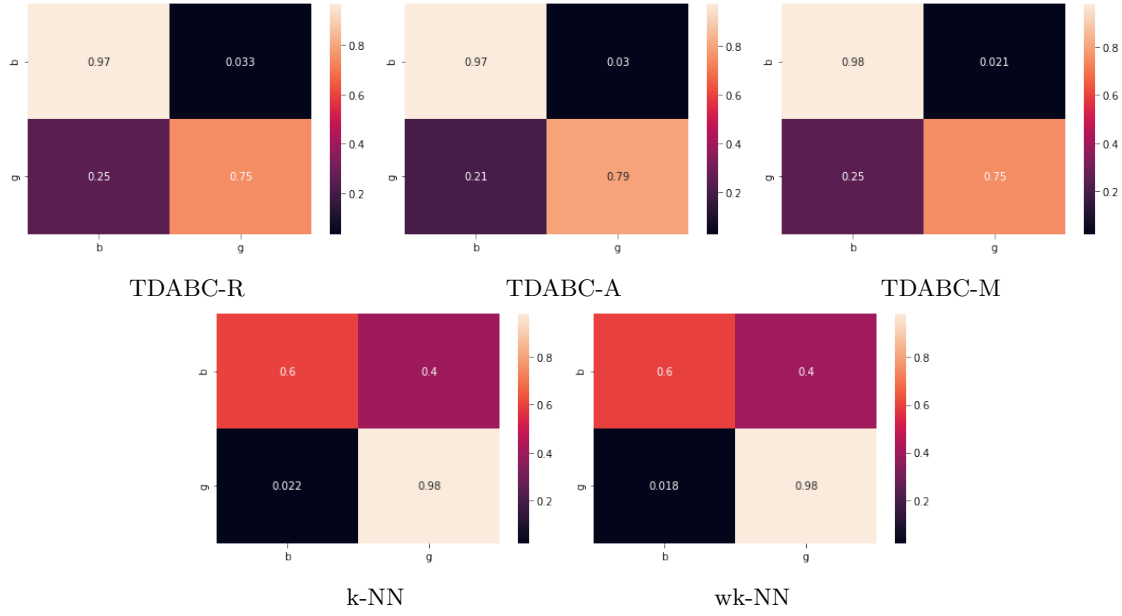 b 0.97 0.033 0.8
0.6
0.4
g 0.25 0.75 0.2
b g
TDABC-R
b 0.97 0.03 0.8
0.6
0.4
g 0.21 0.79 0.2
b g
TDABC-A
b 0.98 0.021 0.8
0.6
0.4
g 0.25 0.75 0.2
b g
TDABC-M
b 0.6 0.4 0.8
0.6
0.4
g 0.022 0.98 0.2
b g
k-NN
b 0.6 0.4 0.8
0.6
0.4
g 0.018 0.98 0.2
b g
wk-NN